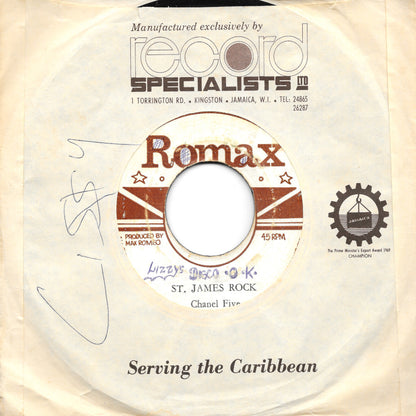 Manufactured exclusively by
record
SPECIALISTS LTD
1 TORRINGTON RD. • KINGSTON • JAMAICA, W.I. • TEL: 24865
26287
Romax
PRODUCED BY
MAX ROMEO
45 RPM
Lizzys DISCO O.K.
ST. JAMES ROCK
Chanel Five
JAMAICA
The Prime Minister's Export Award 1969
CHAMPION
Serving the Caribbean